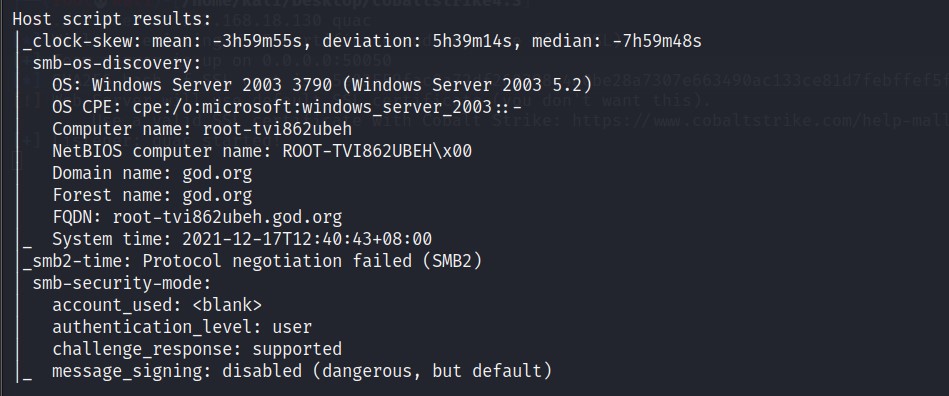 Host script results:
|_clock-skew: mean: -3h59m55s, deviation: 5h39m14s, median: -7h59m48s
| smb-os-discovery:
|   OS: Windows Server 2003 3790 (Windows Server 2003 5.2)
|   OS CPE: cpe:/o:microsoft:windows_server_2003::-
|   Computer name: root-tvi862ubeh
|   NetBIOS computer name: ROOT-TVI862UBEH\x00
|   Domain name: god.org
|   Forest name: god.org
|   FQDN: root-tvi862ubeh.god.org
|_  System time: 2021-12-17T12:40:43+08:00
|_smb2-time: Protocol negotiation failed (SMB2)
| smb-security-mode:
|   account_used: <blank>
|   authentication_level: user
|   challenge_response: supported
|_  message_signing: disabled (dangerous, but default)